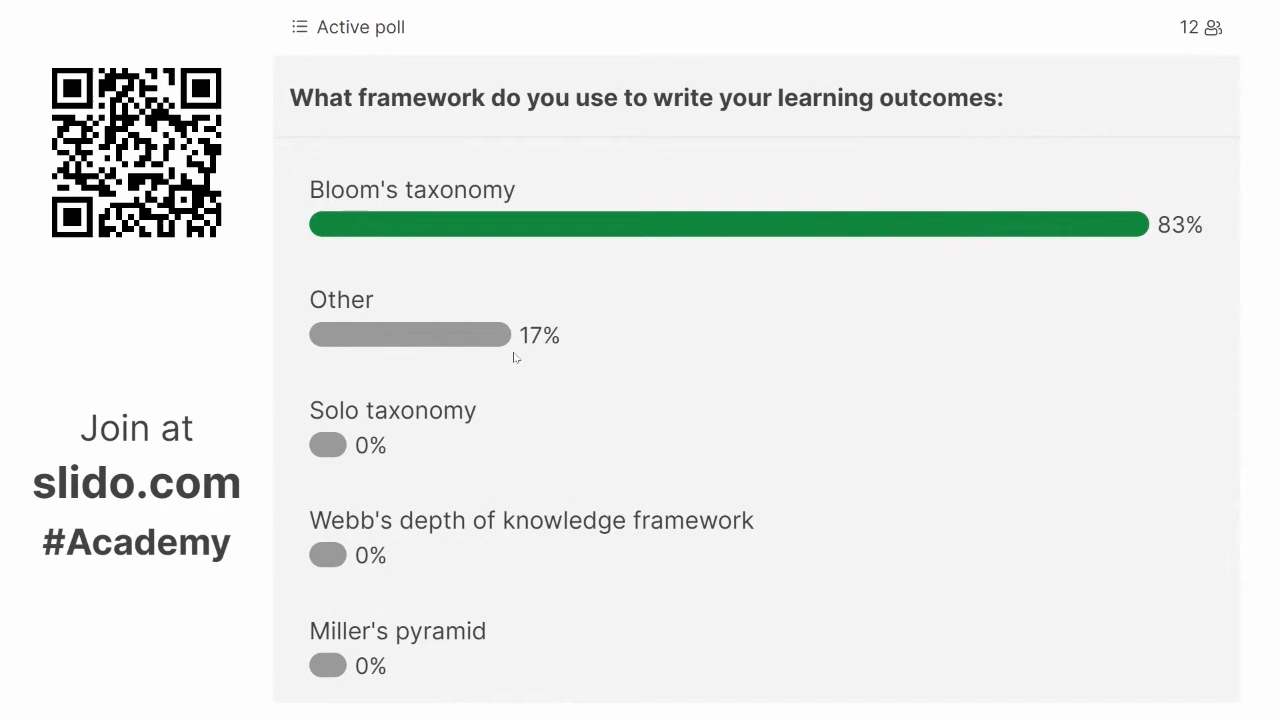 Active poll
12
What framework do you use to write your learning outcomes:
Bloom's taxonomy
83%
Other
17%
Solo taxonomy
0%
Webb's depth of knowledge framework
0%
Miller's pyramid
0%
Join at
slido.com
#Academy